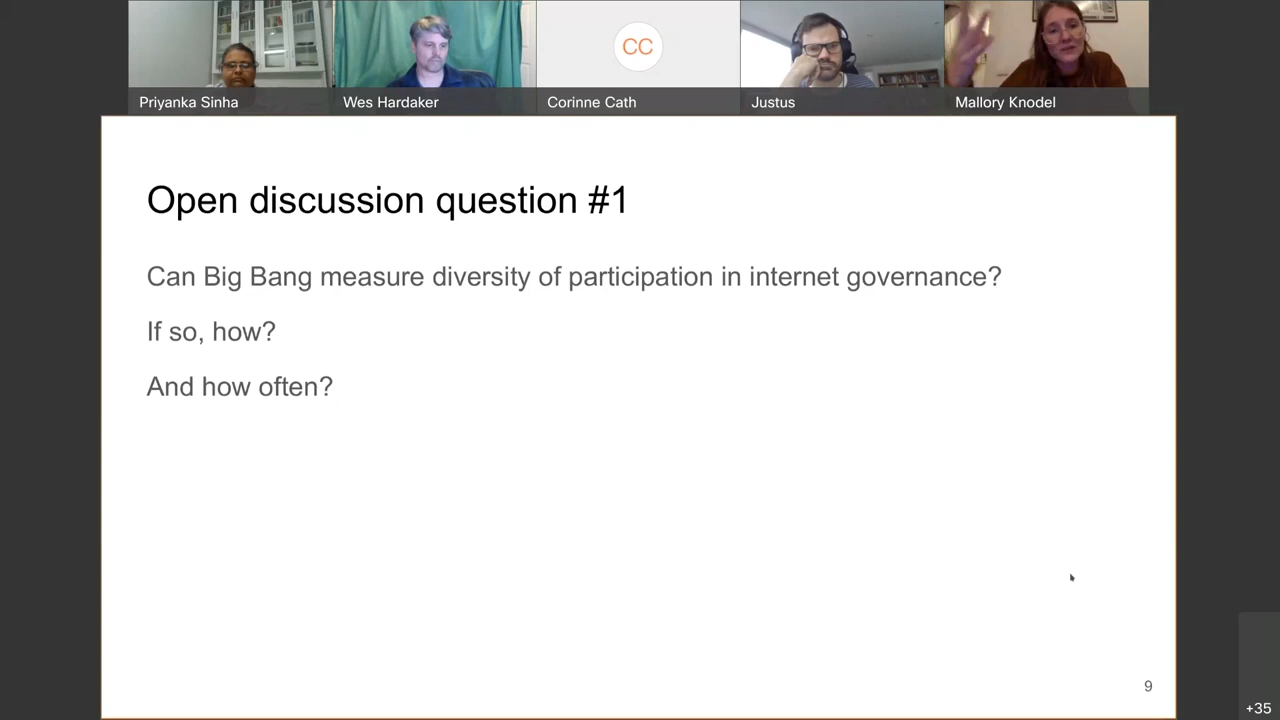 CC
Priyanka Sinha
Wes Hardaker
Corinne Cath
Justus
Mallory Knodel
Open discussion question #1
Can Big Bang measure diversity of participation in internet governance?
If so, how?
And how often?
9
+35